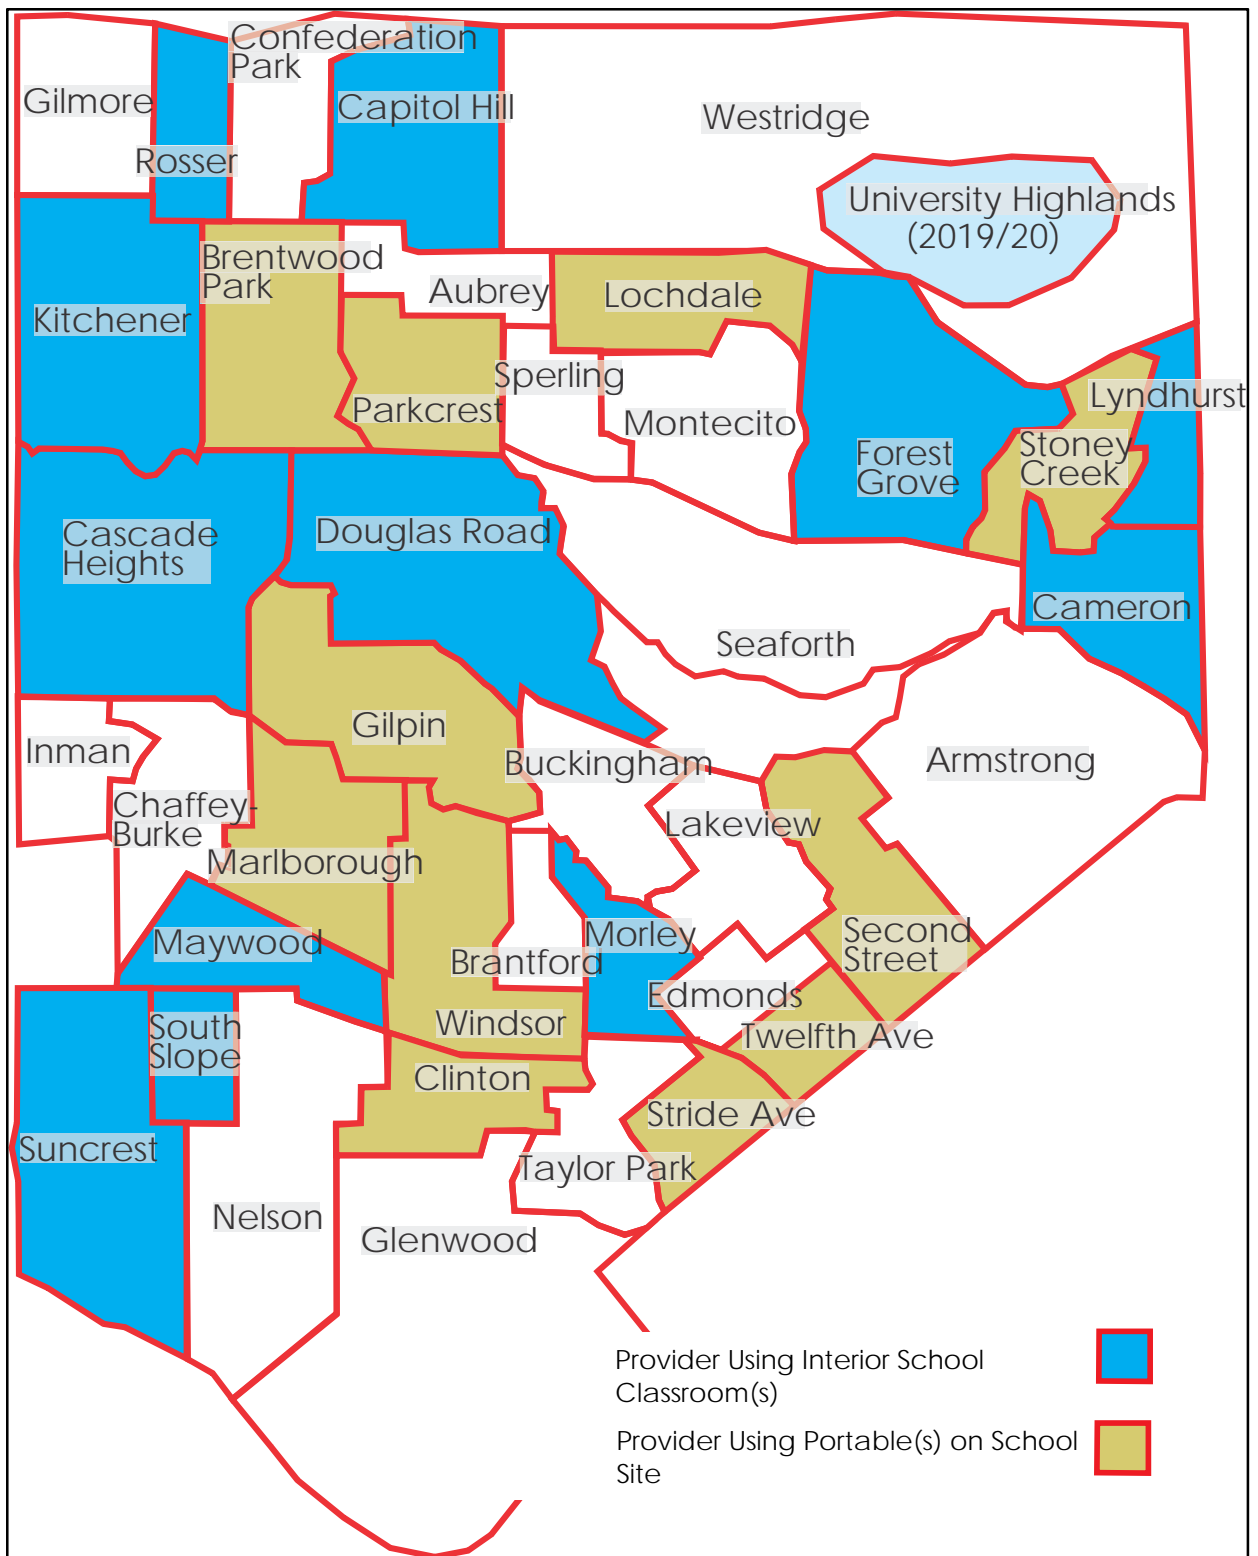 Confederation
Park
Gilmore
Capitol Hill
Westridge
Rosser
University Highlands
(2019/20)
Brentwood
Park
Aubrey
Lochdale
Kitchener
Sperling
Lyndhurst
Parkcrest
Montecito
Forest
Grove
Stoney
Creek
Cascade
Heights
Douglas Road
Cameron
Seaforth
Gilpin
Inman
Buckingham
Armstrong
Chaffey-
Burke
Lakeview
Marlborough
Maywood
Morley
Second
Street
Brantford
Edmonds
South
Slope
Windsor
Twelfth Ave
Clinton
Stride Ave
Suncrest
Taylor Park
Nelson
Glenwood
Provider Using Interior School
Classroom(s)
Provider Using Portable(s) on School
Site